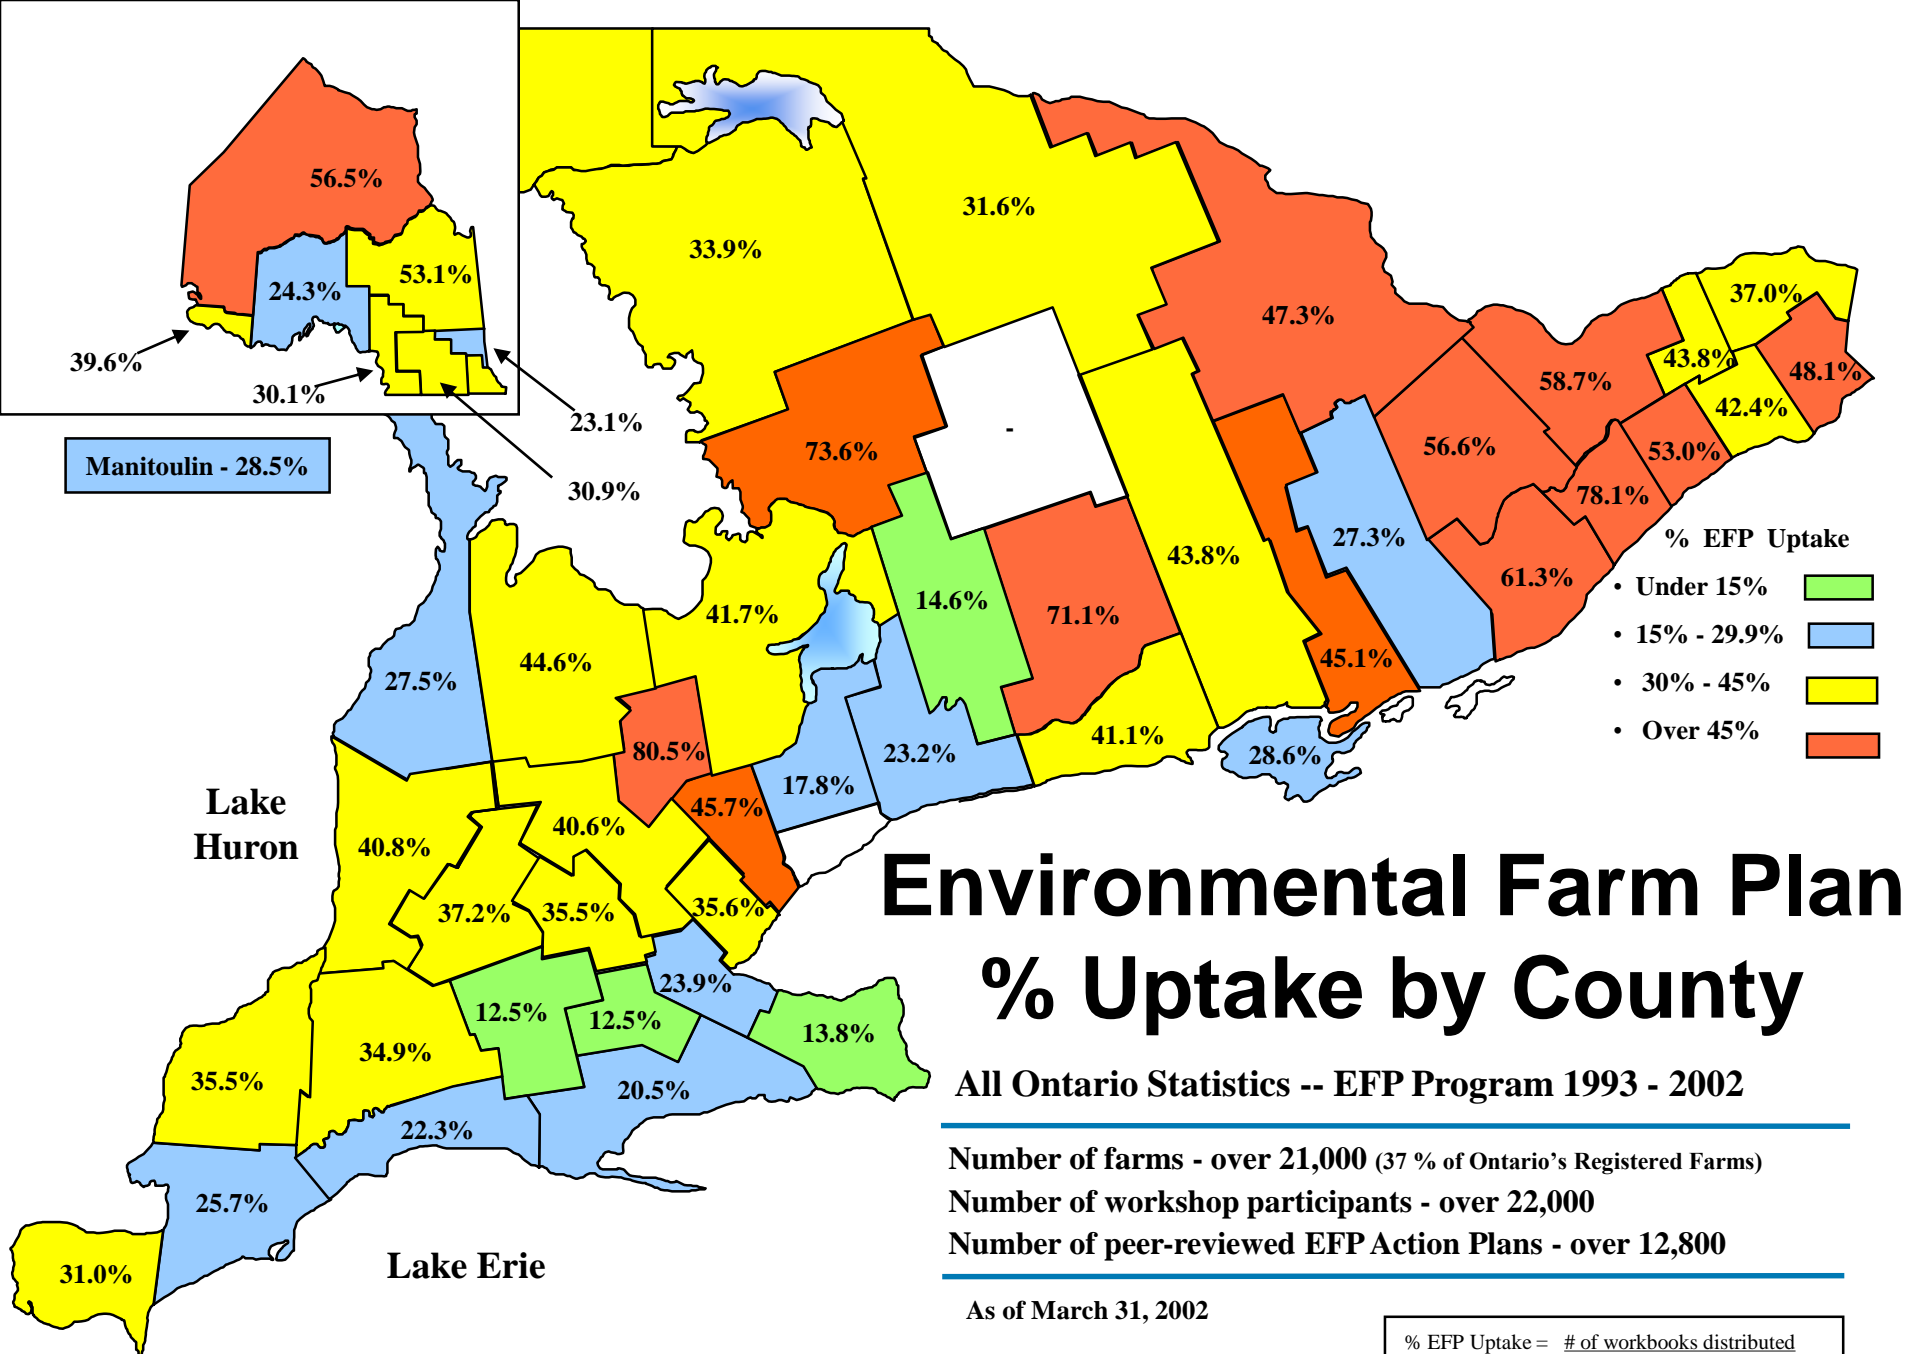 56.5%
31.6%
33.9%
53.1%
24.3%
37.0%
47.3%
39.6%
43.8%
48.1%
58.7%
30.1%
42.4%
23.1%
-
73.6%
56.6%
53.0%
Manitoulin - 28.5%
30.9%
78.1%
27.3%
% EFP Uptake
43.8%
61.3%
• Under 15%
14.6%
41.7%
71.1%
• 15% - 29.9%
44.6%
45.1%
27.5%
• 30% - 45%
• Over 45%
80.5%
23.2%
41.1%
28.6%
17.8%
Lake
Huron
45.7%
40.6%
40.8%
Environmental Farm Plan
% Uptake by County
37.2%
35.5%
35.6%
23.9%
12.5%
12.5%
13.8%
34.9%
35.5%
20.5%
22.3%
25.7%
31.0%
Lake Erie
All Ontario Statistics -- EFP Program 1993 - 2002
Number of farms - over 21,000 (37 % of Ontario's Registered Farms)
Number of workshop participants - over 22,000
Number of peer-reviewed EFP Action Plans - over 12,800
As of March 31, 2002
% EFP Uptake = # of workbooks distributed